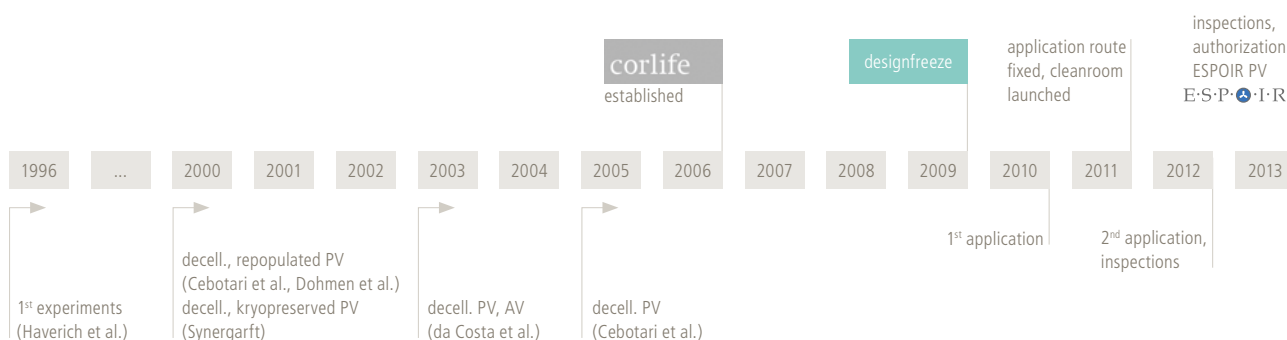 corlife
established
designfreeze
application route
fixed, cleanroom
launched
inspections,
authorization
ESPOIR PV
E·S·P·O·I·R
1996 ... 2000 2001 2002 2003 2004 2005 2006 2007 2008 2009 2010 2011 2012 2013
1st experiments
(Haverich et al.)
decell., repopulated PV
(Cebotari et al., Dohmen et al.)
decell., kryopreserved PV
(Synergarft)
decell. PV, AV
(da Costa et al.)
decell. PV
(Cebotari et al.)
1st application
2nd application,
inspections